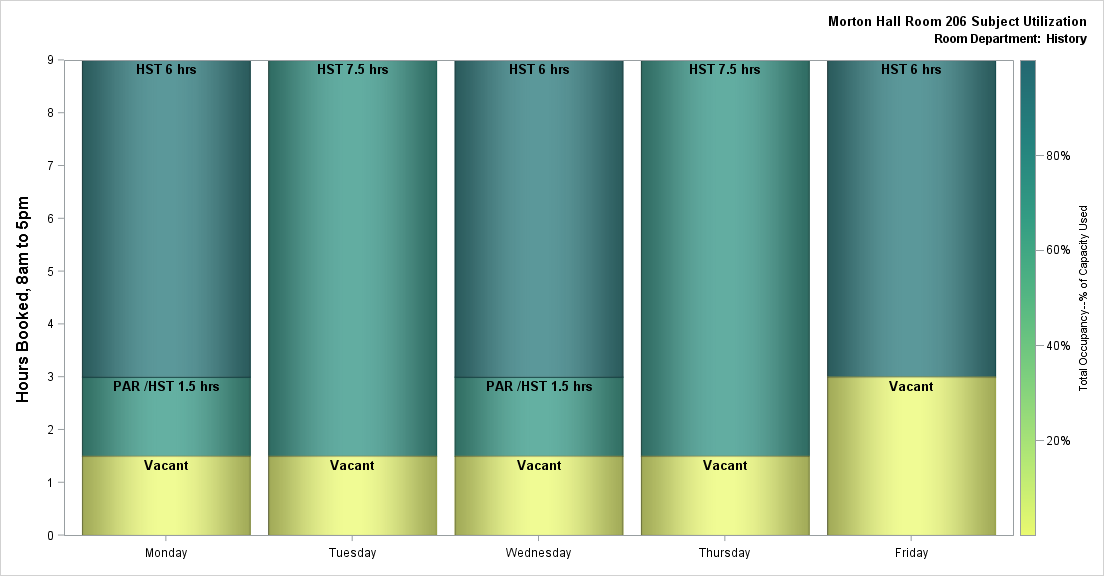 Morton Hall Room 206 Subject Utilization
Room Department: History
Hours Booked, 8am to 5pm
9
8
7
6
5
4
3
2
1
0
HST 6 hrs
PAR /HST 1.5 hrs
Vacant
HST 7.5 hrs
Vacant
HST 6 hrs
PAR /HST 1.5 hrs
Vacant
HST 7.5 hrs
Vacant
HST 6 hrs
Vacant
Monday
Tuesday
Wednesday
Thursday
Friday
80%
60%
40%
20%
Total Occupancy--% of Capacity Used